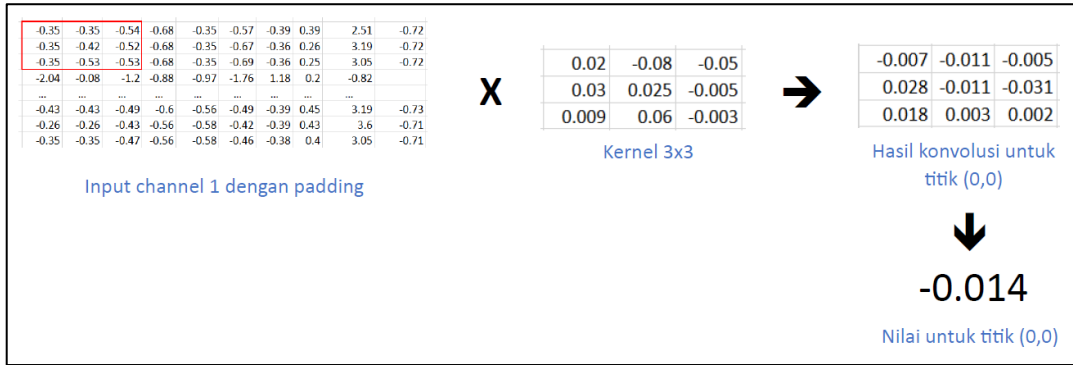 -0.35 -0.35 -0.54 -0.68 -0.35 -0.57 -0.39 0.39 2.51 -0.72
-0.35 -0.42 -0.52 -0.68 -0.35 -0.67 -0.36 0.26 3.19 -0.72
-0.35 -0.53 -0.53 -0.68 -0.35 -0.69 -0.36 0.25 3.05 -0.72
-2.04 -0.08 -1.2 -0.88 -0.97 -1.76 1.18 0.2 -0.82
... ... ... ... ... ... ... ... ...
-0.43 -0.43 -0.49 -0.6 -0.56 -0.49 -0.39 0.45 3.19 -0.73
-0.26 -0.26 -0.43 -0.56 -0.58 -0.42 -0.39 0.43 3.6 -0.71
-0.35 -0.35 -0.47 -0.56 -0.58 -0.46 -0.38 0.4 3.05 -0.71
Input channel 1 dengan padding
X
0.02 -0.08 -0.05
0.03 0.025 -0.005
0.009 0.06 -0.003
Kernel 3x3
-0.007 -0.011 -0.005
0.028 -0.011 -0.031
0.018 0.003 0.002
Hasil konvolusi untuk
titik (0,0)
-0.014
Nilai untuk titik (0,0)